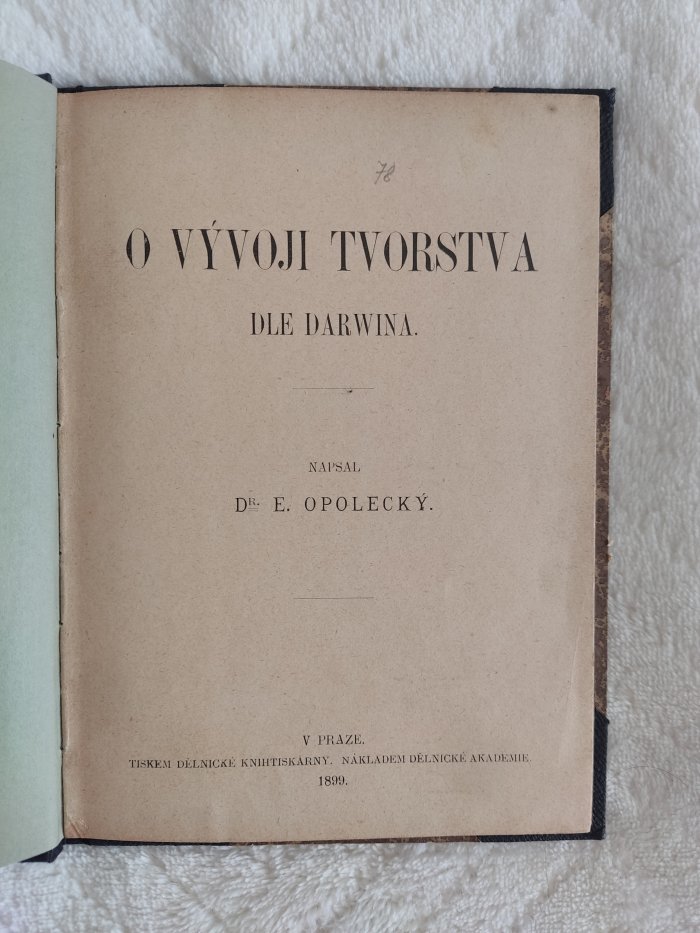 78
O VÝVOJI TVORSTVA
DLE DARWINA.
NAPSAL
DR. E. OPOLECKÝ.
V PRAZE.
TISKEM DĚLNICKÉ KNIHTISKÁRNY. NÁKLADEM DĚLNICKÉ AKADEMIE.
1899.